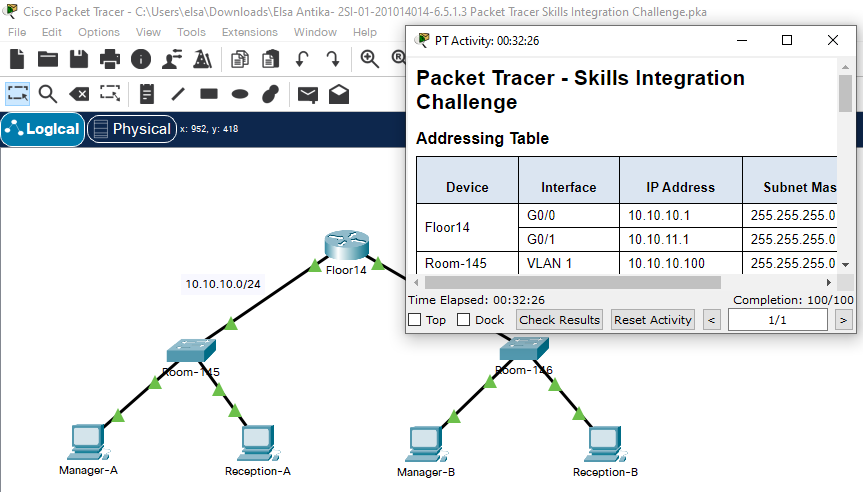 Cisco Packet Tracer - C:\Users\elsa\Downloads\Elsa Antika- 2SI-01-201014014-6.5.1.3 Packet Tracer Skills Integration Challenge.pka
File Edit Options View Tools Extensions Window Help
Logical Physical x: 952, y: 418
PT Activity: 00:32:26
Packet Tracer - Skills Integration
Challenge
Addressing Table
Device Interface IP Address Subnet Mas
Floor14 G0/0 10.10.10.1 255.255.255.0
G0/1 10.10.11.1 255.255.255.0
Room-145 VLAN 1 10.10.10.100 255.255.255.0
Time Elapsed: 00:32:26 Completion: 100/100
Top Dock Check Results Reset Activity < 1/1 >
Floor14
10.10.10.0/24
Room-145
Room-146
Manager-A
Reception-A
Manager-B
Reception-B